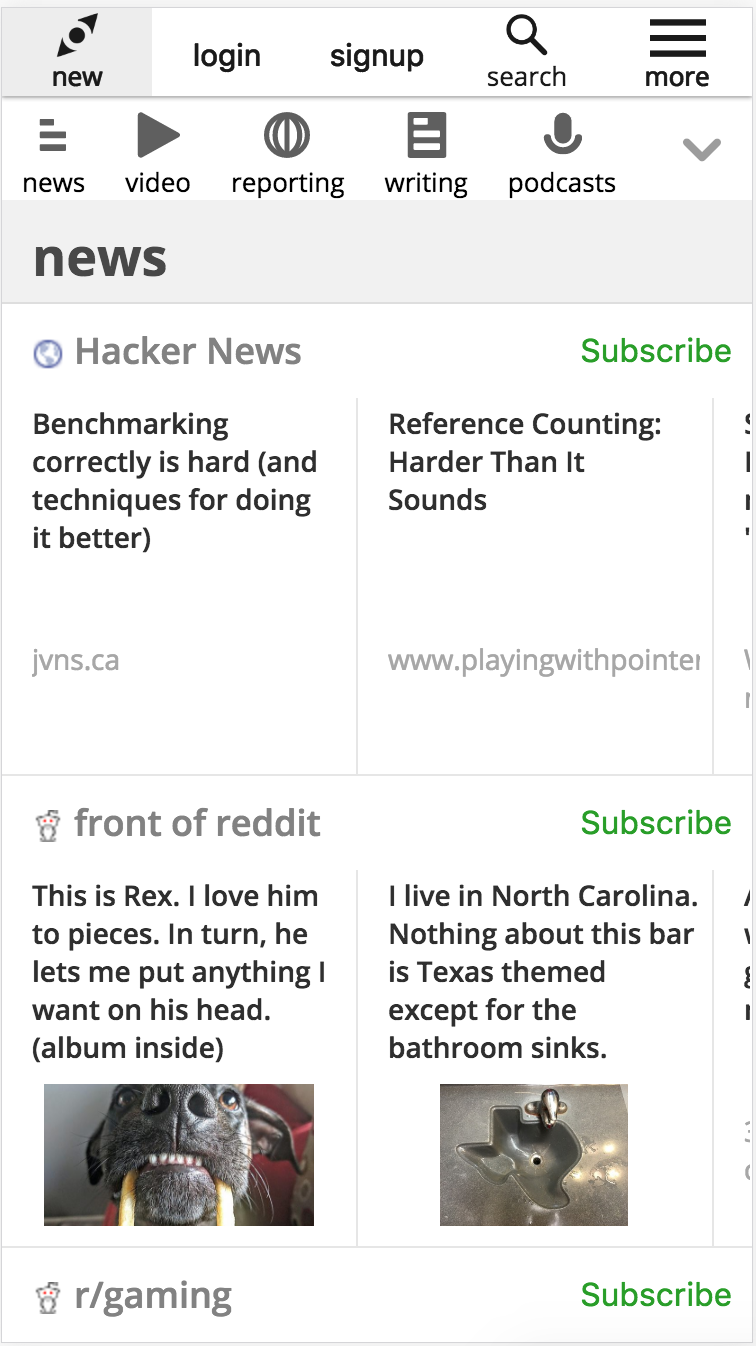 new
login
signup
search
more
news
video
reporting
writing
podcasts
news
Hacker News
Subscribe
Benchmarking
correctly is hard (and
techniques for doing
it better)
jvns.ca
Reference Counting:
Harder Than It
Sounds
www.playingwithpointer
front of reddit
Subscribe
This is Rex. I love him
to pieces. In turn, he
lets me put anything I
want on his head.
(album inside)
I live in North Carolina.
Nothing about this bar
is Texas themed
except for the
bathroom sinks.
r/gaming
Subscribe